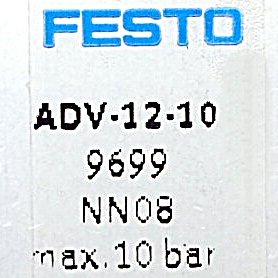 FESTO
ADV-12-10
9699
NN08
max. 10 bar